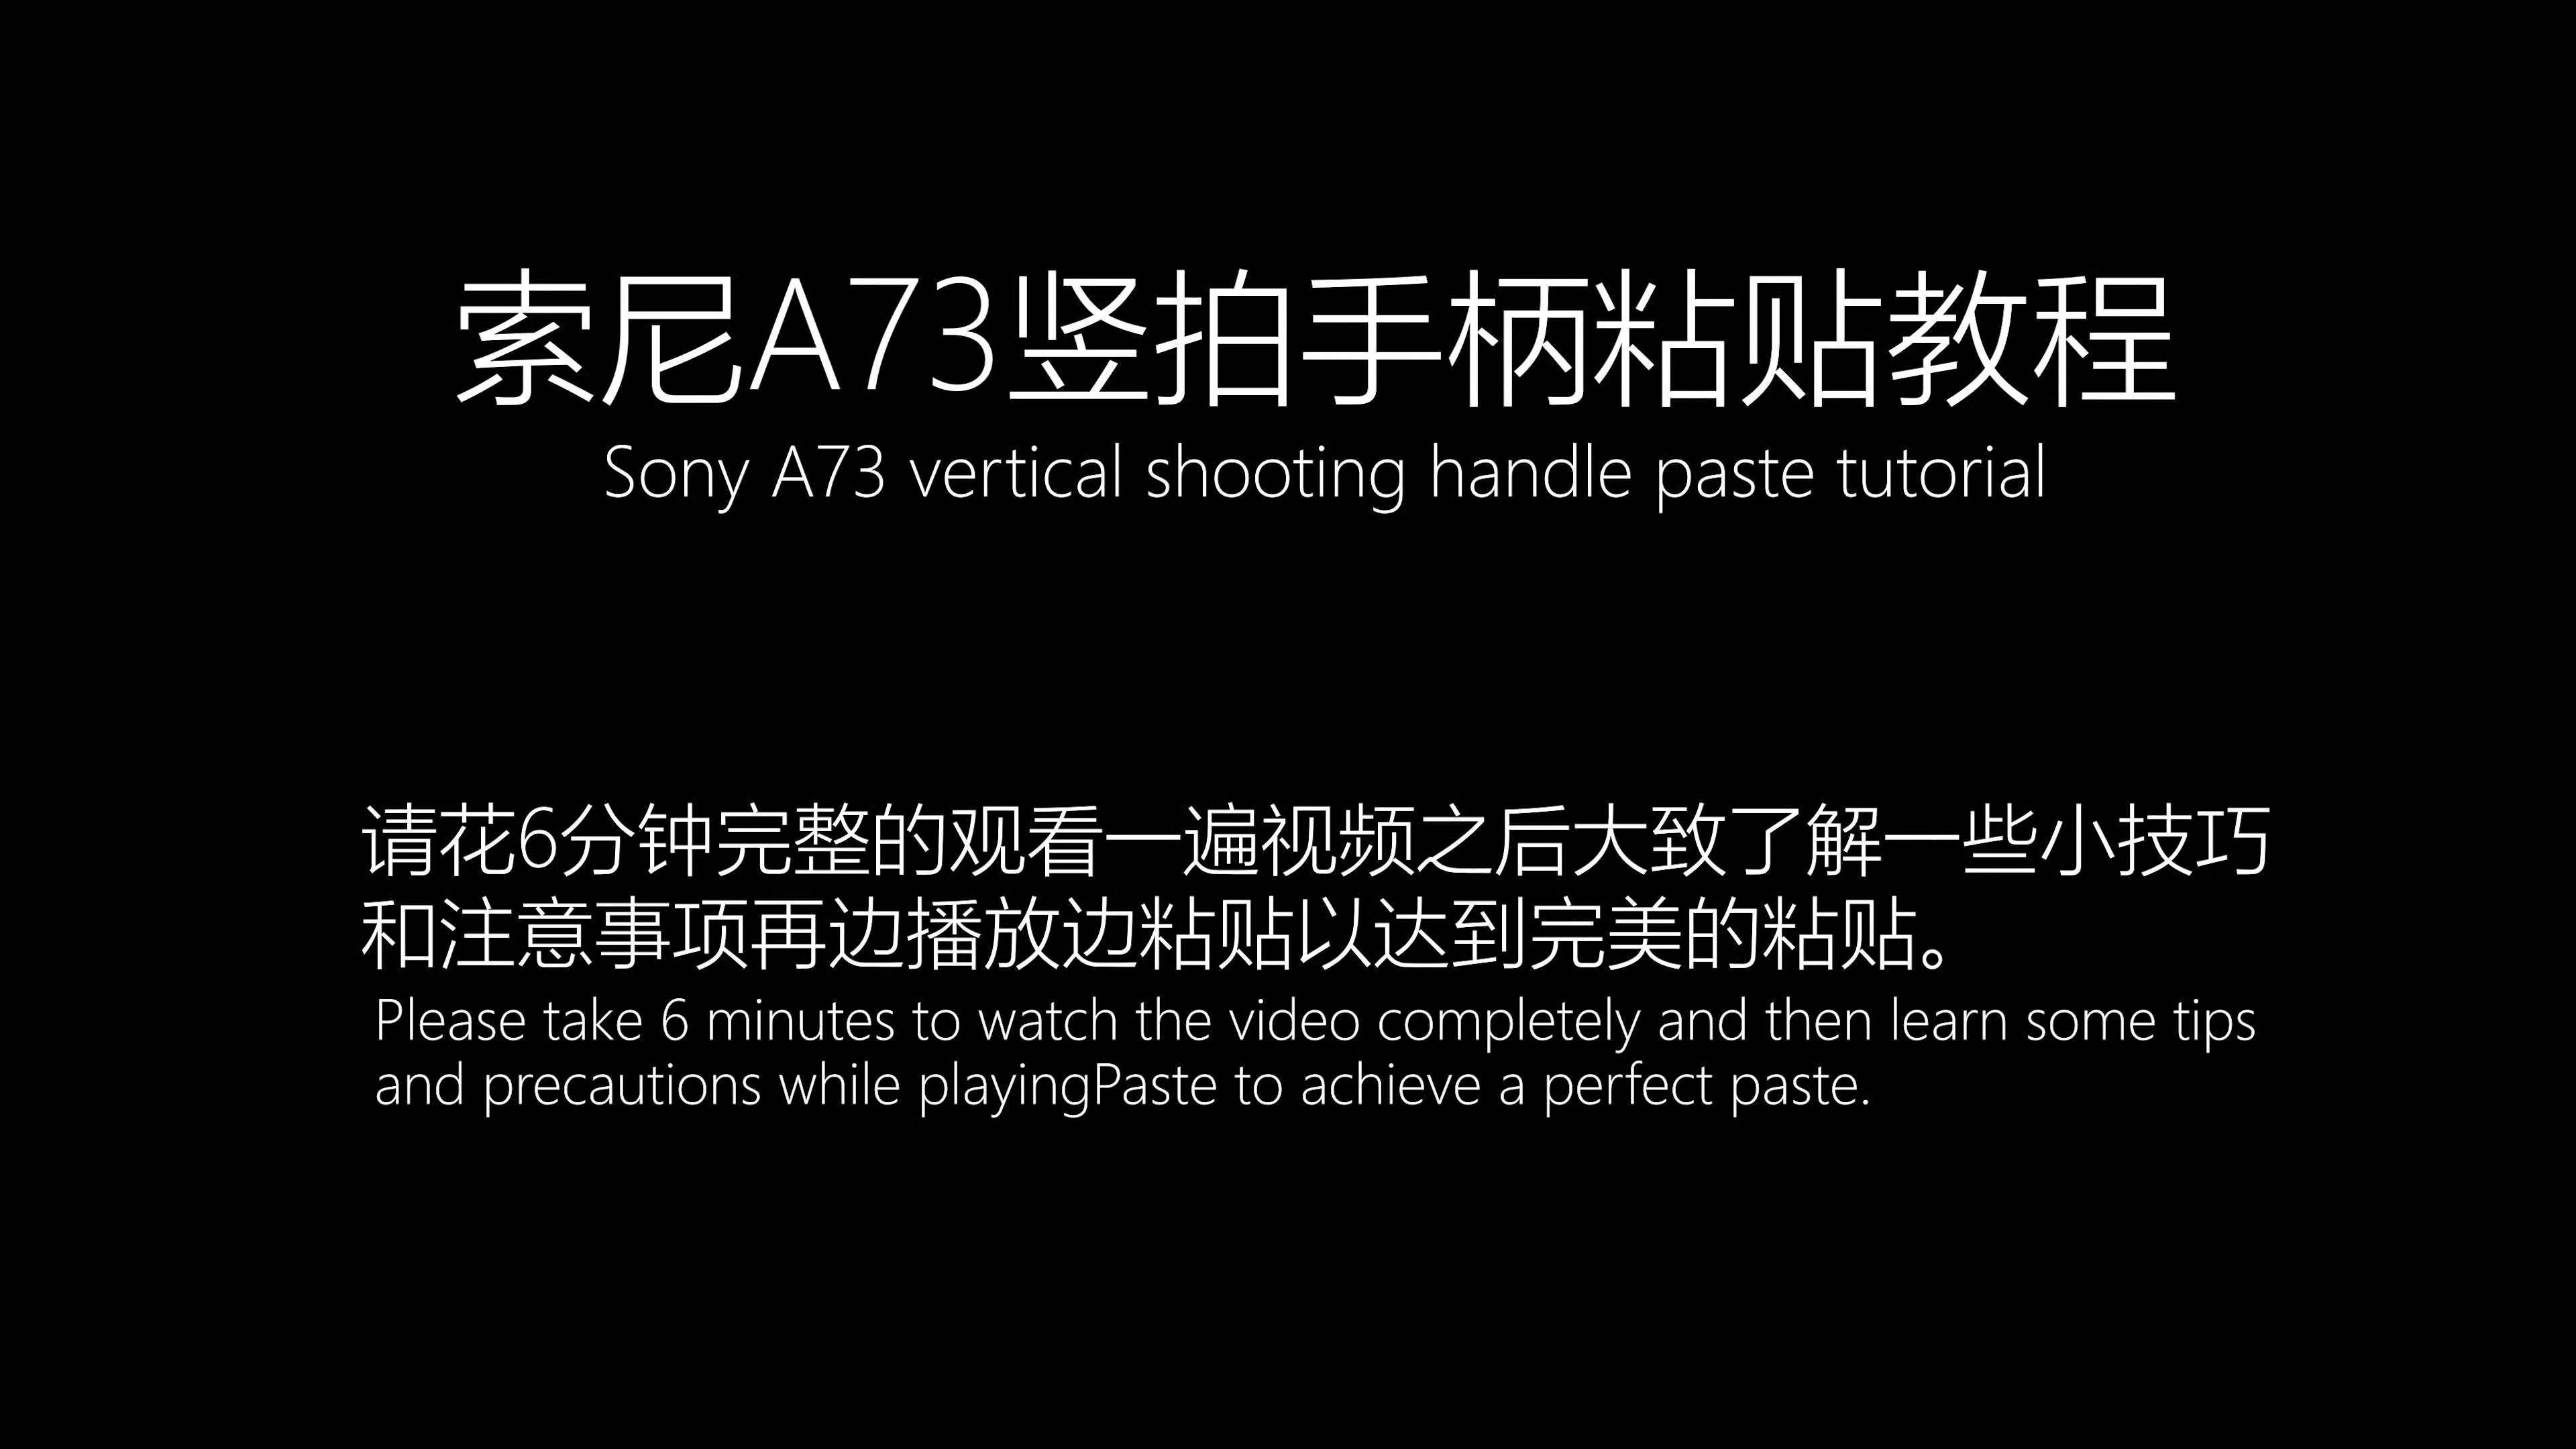 索尼A73竖拍手柄粘贴教程
Sony A73 vertical shooting handle paste tutorial
请花6分钟完整的观看一遍视频之后大致了解一些小技巧
和注意事项再边播放边粘贴以达到完美的粘贴。
Please take 6 minutes to watch the video completely and then learn some tips
and precautions while playingPaste to achieve a perfect paste.